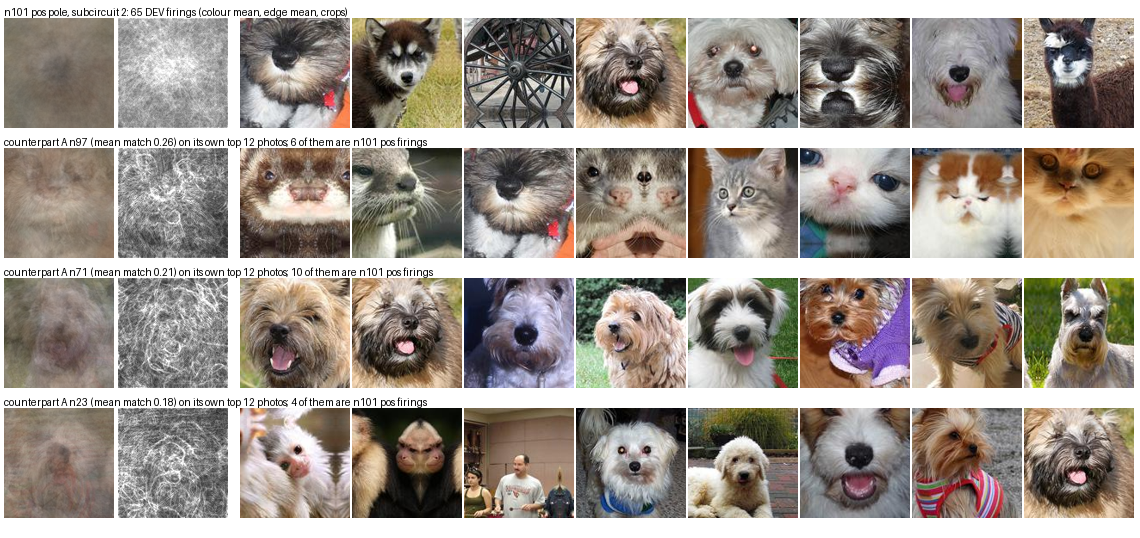 n101 pos pole, subcircuit 2: 65 DEV firings (colour mean, edge mean, crops)
counterpart A n97 (mean match 0.26) on its own top 12 photos; 6 of them are n101 pos firings
counterpart A n71 (mean match 0.21) on its own top 12 photos; 10 of them are n101 pos firings
counterpart A n23 (mean match 0.18) on its own top 12 photos; 4 of them are n101 pos firings